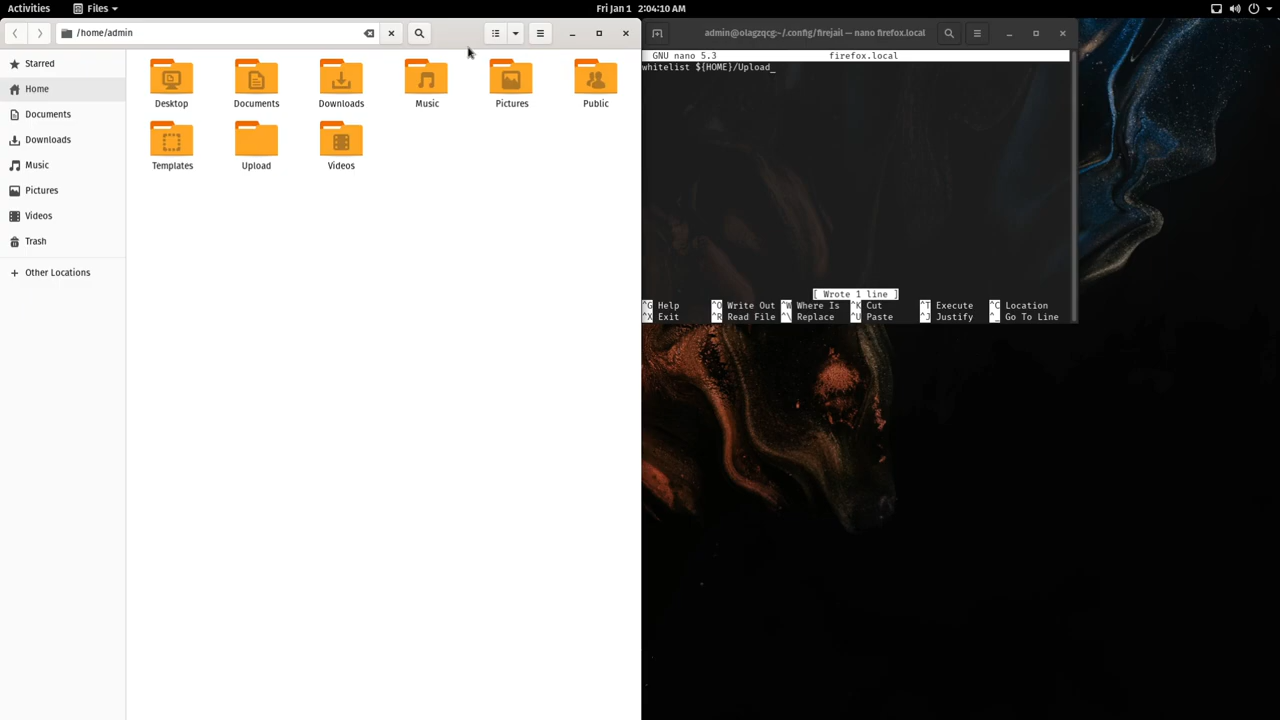 Activities
Files
Fri Jan 1 2:04:10 AM
/home/admin
Starred
Home
Documents
Downloads
Music
Pictures
Videos
Trash
+ Other Locations
Desktop
Documents
Downloads
Music
Pictures
Public
Templates
Upload
Videos
admin@olagzqcg:~/.config/firejail — nano firefox.local
GNU nano 5.3 firefox.local
whitelist ${HOME}/Upload_
[ Wrote 1 line ]
^G Help ^O Write Out ^W Where Is ^K Cut ^T Execute ^C Location
^X Exit ^R Read File ^\ Replace ^U Paste ^J Justify ^_ Go To Line